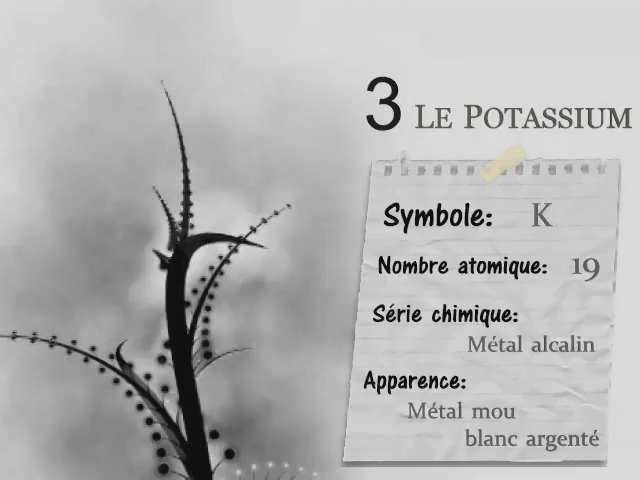 3 Le Potassium
Symbole: K
Nombre atomique: 19
Série chimique:
Métal alcalin
Apparence:
Métal mou
blanc argenté